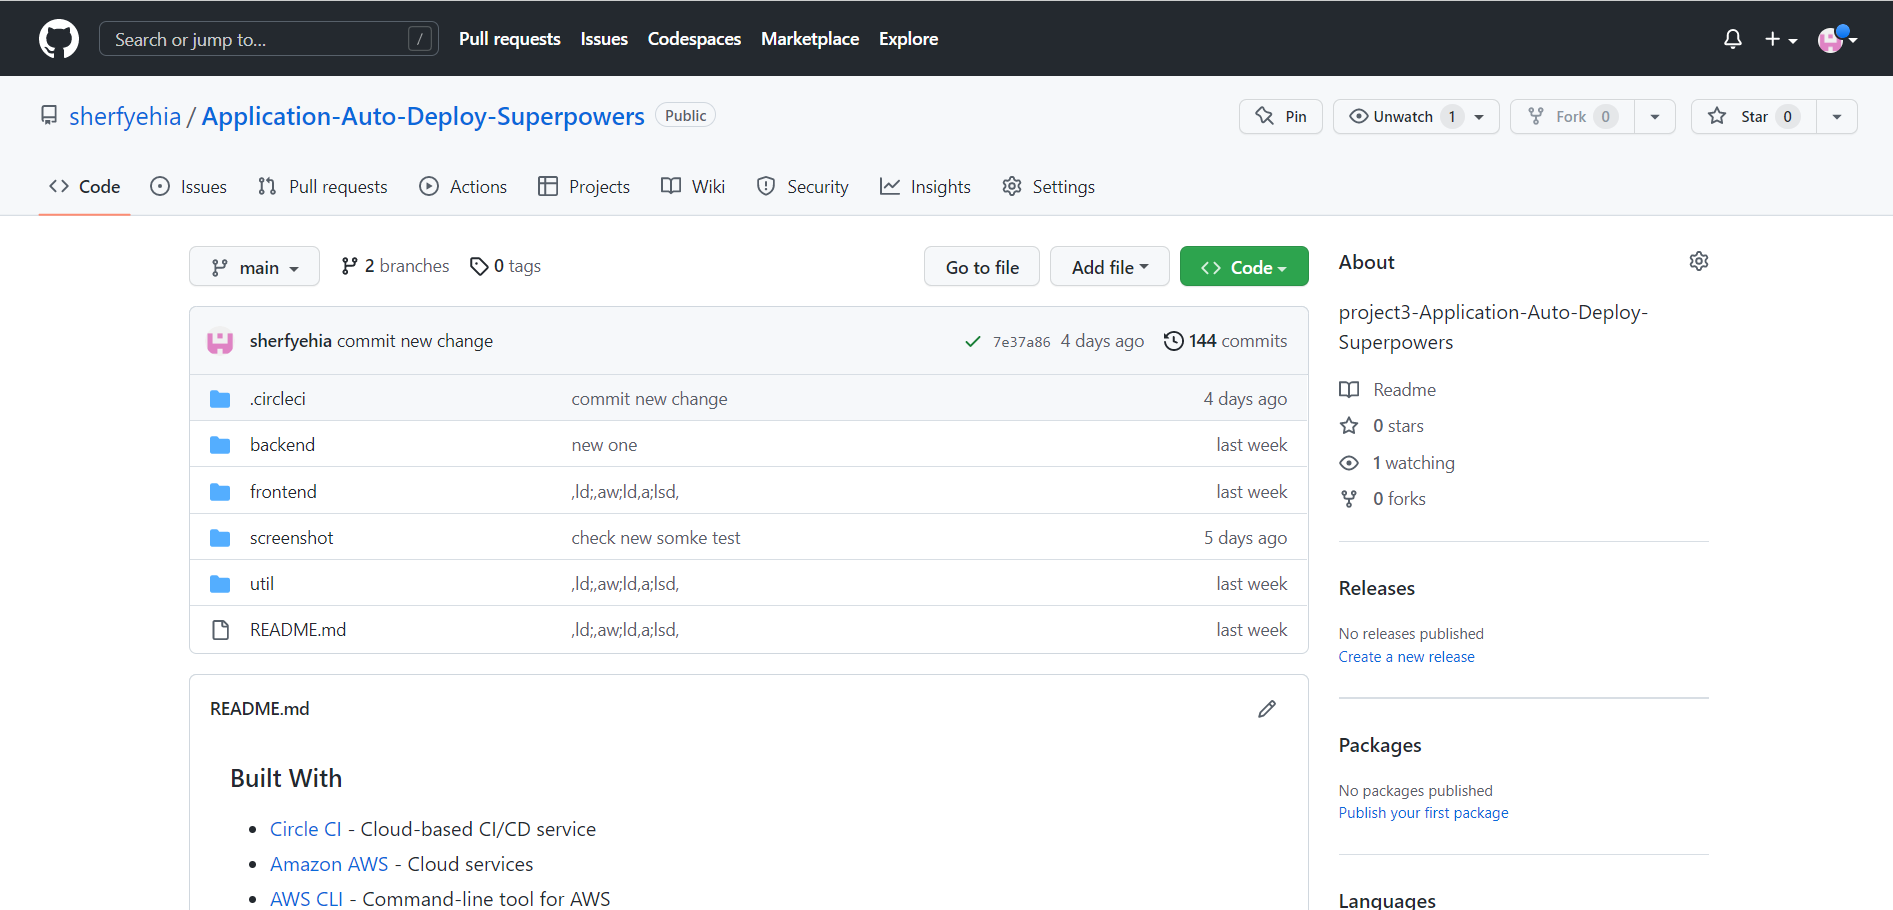 Search or jump to... / Pull requests Issues Codespaces Marketplace Explore
sherfyehia / Application-Auto-Deploy-Superpowers Public Pin Unwatch 1 Fork 0 Star 0
Code Issues Pull requests Actions Projects Wiki Security Insights Settings
main 2 branches 0 tags Go to file Add file Code
sherfyehia commit new change 7e37a86 4 days ago 144 commits
.circleci commit new change 4 days ago
backend new one last week
frontend ,ld;,aw;ld,a;lsd, last week
screenshot check new somke test 5 days ago
util ,ld;,aw;ld,a;lsd, last week
README.md ,ld;,aw;ld,a;lsd, last week
README.md
Built With
• Circle CI - Cloud-based CI/CD service
• Amazon AWS - Cloud services
• AWS CLI - Command-line tool for AWS
About
project3-Application-Auto-Deploy-
Superpowers
Readme
0 stars
1 watching
0 forks
Releases
No releases published
Create a new release
Packages
No packages published
Publish your first package
Languages